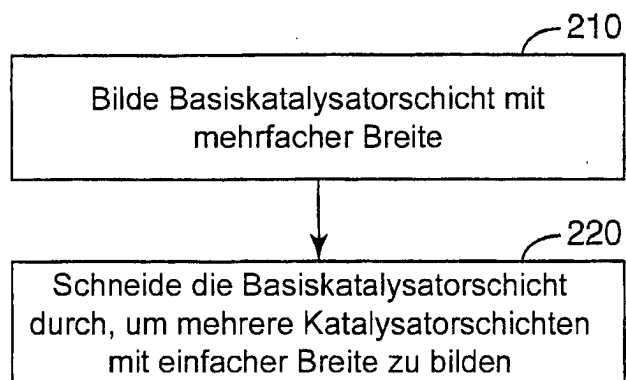 210
Bilde Basiskatalysatorschicht mit
mehrfacher Breite
220
Schneide die Basiskatalysatorschicht
durch, um mehrere Katalysatorschichten
mit einfacher Breite zu bilden